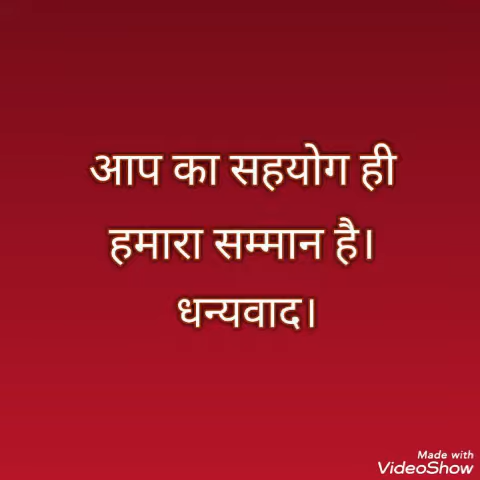 आप का सहयोग ही
हमारा सम्मान है।
धन्यवाद।
Made with
VideoShow